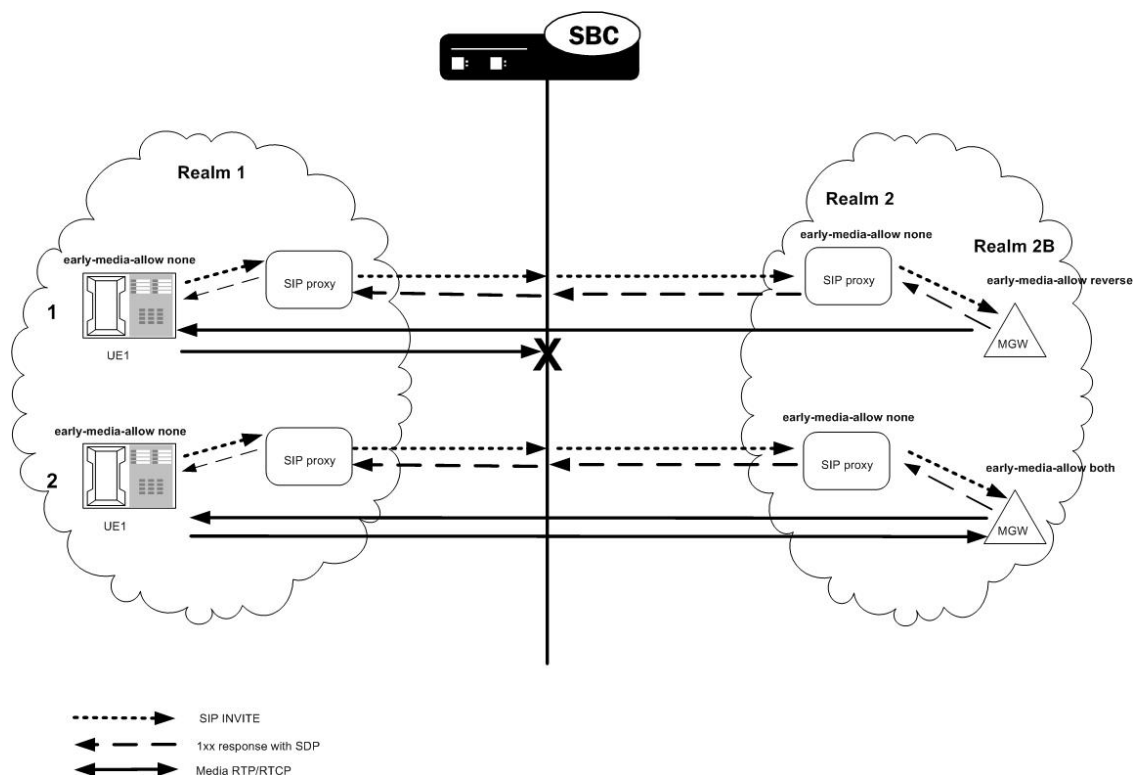 SBC
Realm 1
Realm 2
early-media-allow none
early-media-allow none
Realm 2B
SIP proxy
SIP proxy
early-media-allow reverse
1
MGW
UE1
X
early-media-allow none
early-media-allow none
SIP proxy
SIP proxy
early-media-allow both
2
UE1
MGW
SIP INVITE
1xx response with SDP
Media RTP/RTCP